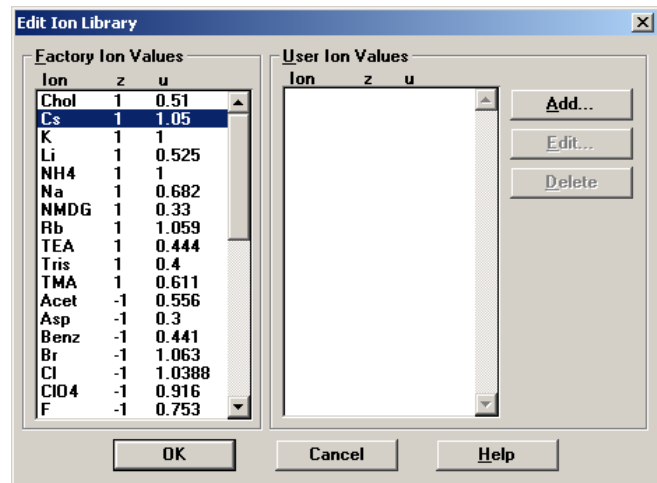 Edit Ion Library
Factory Ion Values
Ion z u
Chol 1 0.51
Cs 1 1.05
K 1 1
Li 1 0.525
NH4 1 1
Na 1 0.682
NMDG 1 0.33
Rb 1 1.059
TEA 1 0.444
Tris 1 0.4
TMA 1 0.611
Acet -1 0.556
Asp -1 0.3
Benz -1 0.441
Br -1 1.063
Cl -1 1.0388
ClO4 -1 0.916
F -1 0.753
User Ion Values
Ion z u
Add...
Edit...
Delete
OK Cancel Help